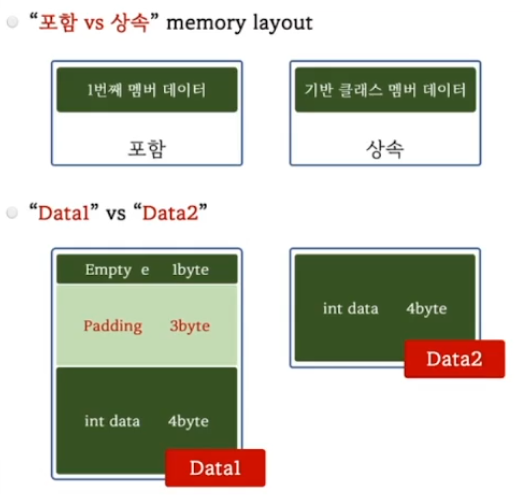 “포함 vs 상속” memory layout
1번째 멤버 데이터
포함
기반 클래스 멤버 데이터
상속
“Data1” vs “Data2”
Empty e 1byte
Padding 3byte
int data 4byte
Data1
int data 4byte
Data2